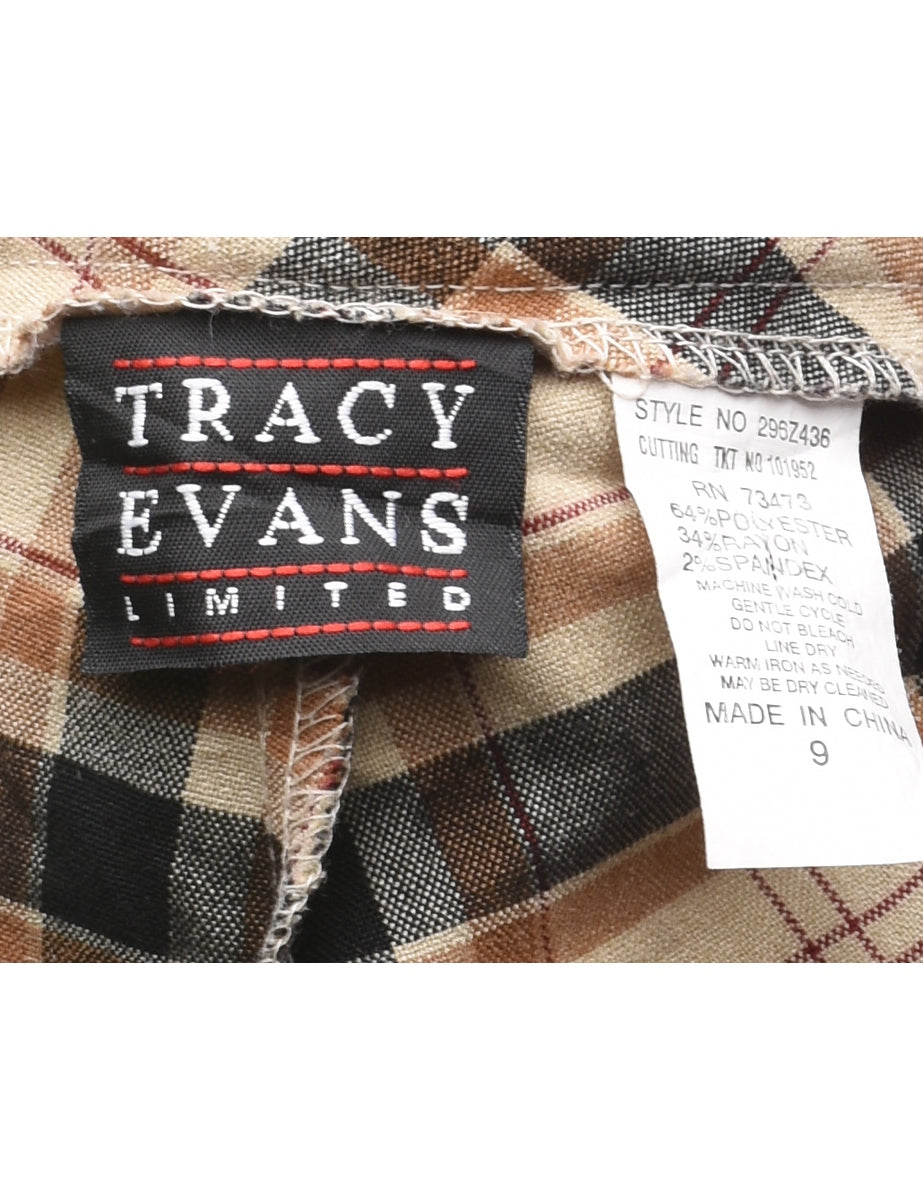 TRACY
EVANS
LIMITED
STYLE NO 296Z436
CUTTING TKT NO 101952
RN 73473
64%POLYESTER
34%RAYON
2%SPANDEX
MACHINE WASH COLD
GENTLE CYCLE
DO NOT BLEACH
LINE DRY
WARM IRON AS NEEDED
MAY BE DRY CLEANED
MADE IN CHINA
9